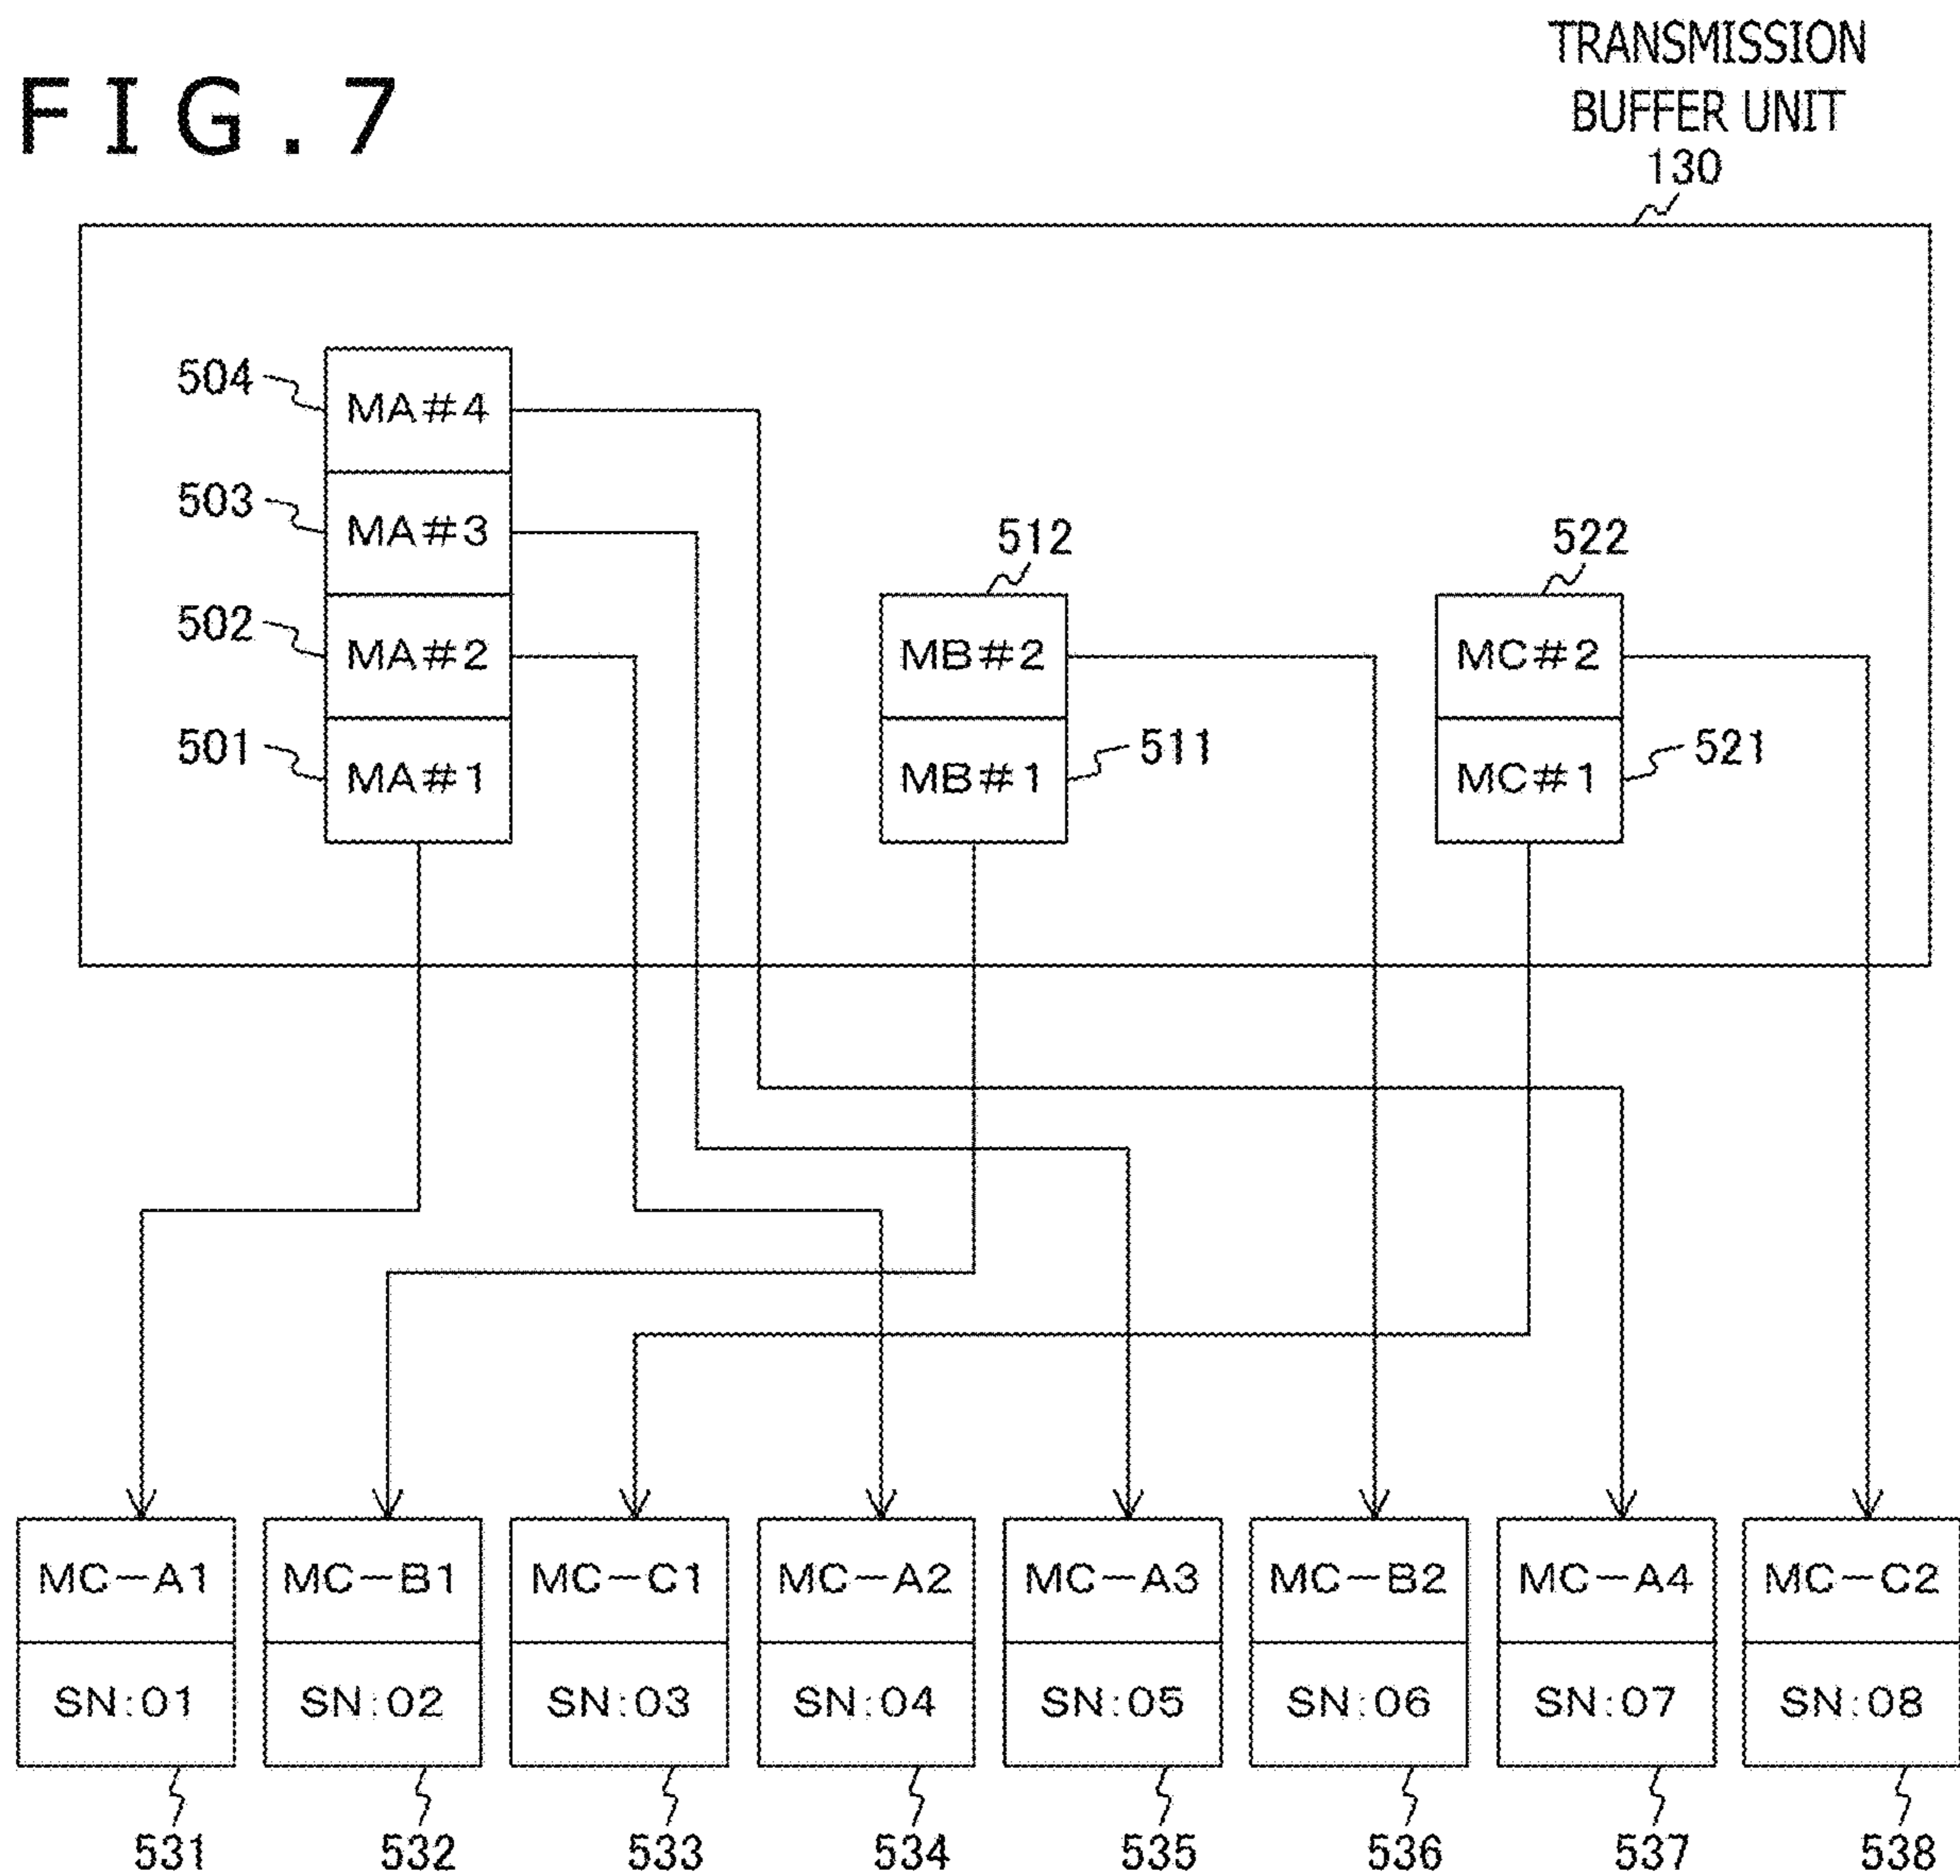 FIG.7
TRANSMISSION
BUFFER UNIT
130
504
MA#4
503
MA#3
512
522
502
MA#2
MB#2
MC#2
501
MA#1
MB#1
511
MC#1
521
MC-A1
MC-B1
MC-C1
MC-A2
MC-A3
MC-B2
MC-A4
MC-C2
SN:01
SN:02
SN:03
SN:04
SN:05
SN:06
SN:07
SN:08
531
532
533
534
535
536
537
538